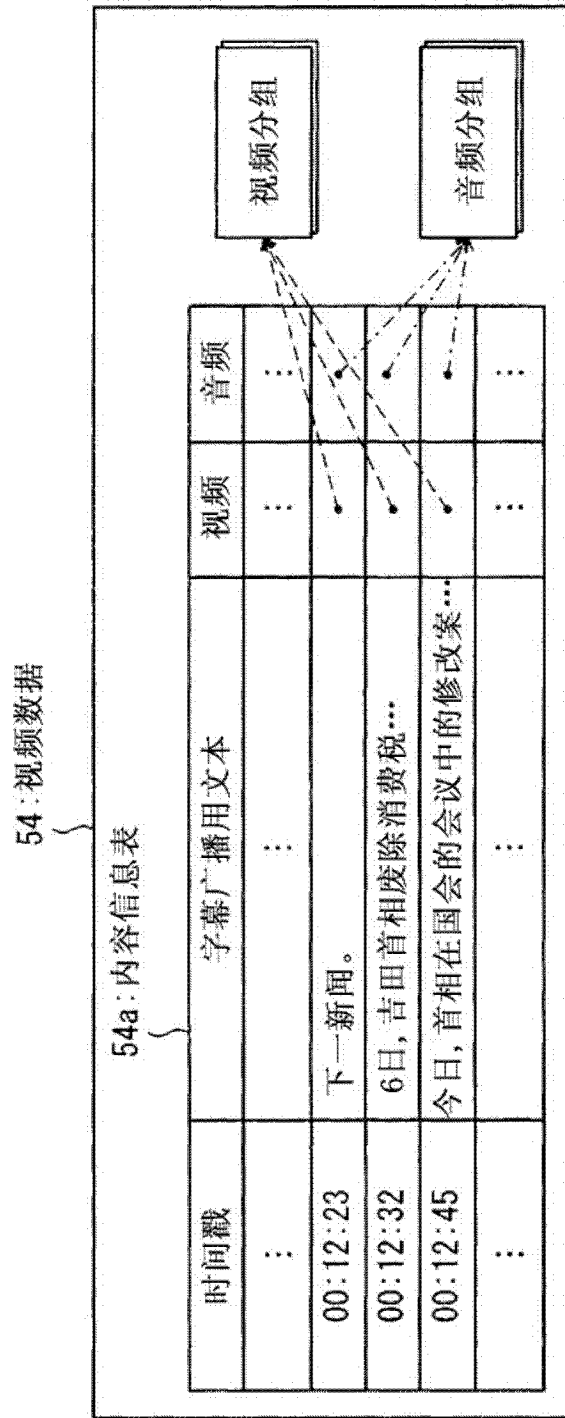 54:视频数据
54a:内容信息表
时间戳 字幕广播用文本 视频 音频
⋮ ⋮ ⋮ ⋮
00:12:23 下一新闻。
00:12:32 6日,吉田首相废除消费税…
00:12:45 今日,首相在国会的会议中的修改案…
⋮ ⋮ ⋮ ⋮
视频分组
音频分组